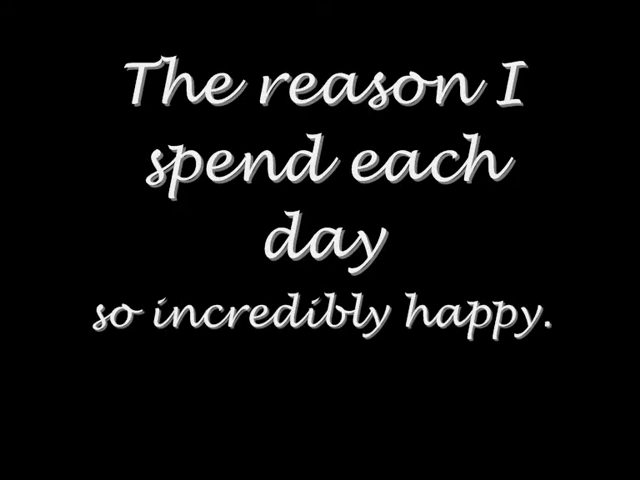 The reason I
spend each
day
so incredibly happy.